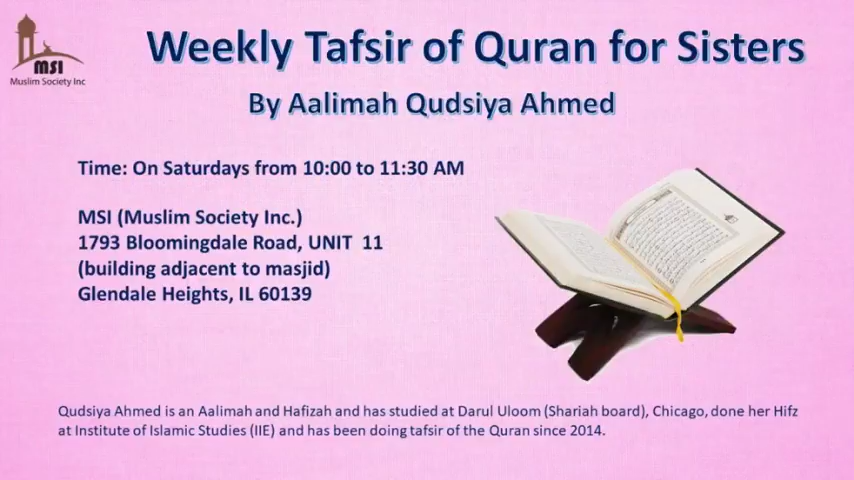 MSI
Muslim Society Inc
Weekly Tafsir of Quran for Sisters
By Aalimah Qudsiya Ahmed
Time: On Saturdays from 10:00 to 11:30 AM
MSI (Muslim Society Inc.)
1793 Bloomingdale Road, UNIT 11
(building adjacent to masjid)
Glendale Heights, IL 60139
Qudsiya Ahmed is an Aalimah and Hafizah and has studied at Darul Uloom (Shariah board), Chicago, done her Hifz
at Institute of Islamic Studies (IIE) and has been doing tafsir of the Quran since 2014.